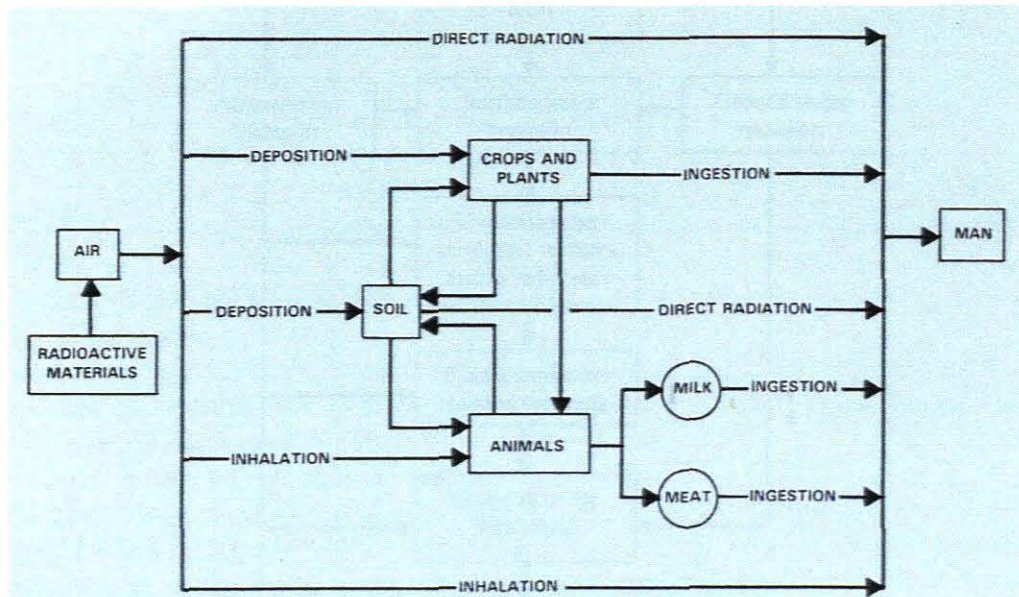 DIRECT RADIATION
DEPOSITION
CROPS AND
PLANTS
INGESTION
MAN
AIR
DEPOSITION
SOIL
DIRECT RADIATION
RADIOACTIVE
MATERIALS
MILK
INGESTION
ANIMALS
INHALATION
MEAT
INGESTION
INHALATION